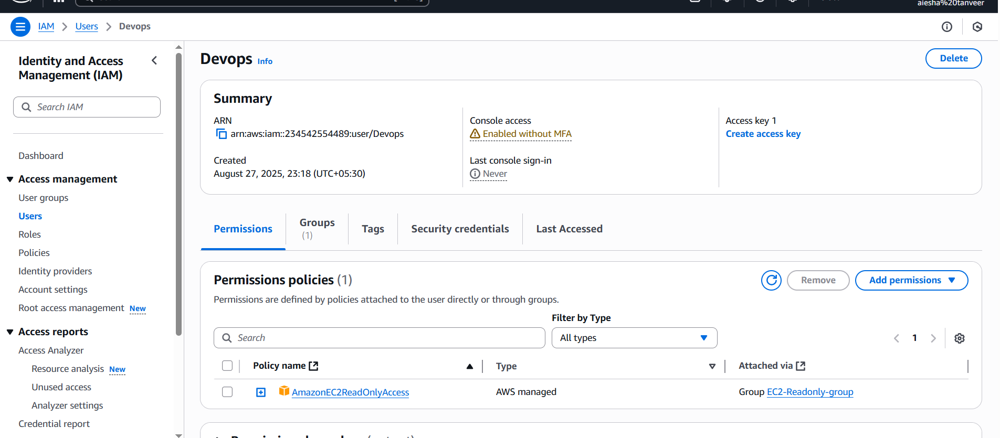 aiesha%20tanveer
IAM > Users > Devops
Identity and Access
Management (IAM)
Search IAM
Dashboard
Access management
User groups
Users
Roles
Policies
Identity providers
Account settings
Root access management New
Access reports
Access Analyzer
Resource analysis New
Unused access
Analyzer settings
Credential report
Devops Info
Delete
Summary
ARN
arn:aws:iam::234542554489:user/Devops
Created
August 27, 2025, 23:18 (UTC+05:30)
Console access
Enabled without MFA
Last console sign-in
Never
Access key 1
Create access key
Permissions
Groups
(1)
Tags
Security credentials
Last Accessed
Permissions policies (1)
Remove
Add permissions
Permissions are defined by policies attached to the user directly or through groups.
Filter by Type
Search
All types
1
Policy name
Type
Attached via
AmazonEC2ReadOnlyAccess
AWS managed
Group EC2-Readonly-group